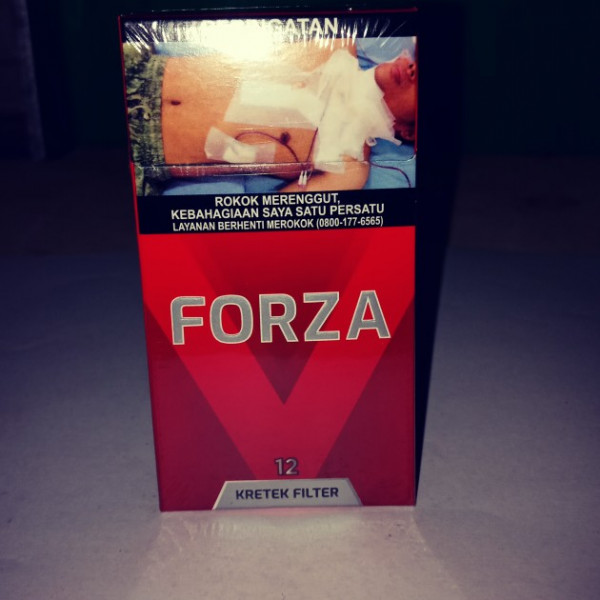 ROKOK MERENGGUT,
KEBAHAGIAAN SAYA SATU PERSATU
LAYANAN BERHENTI MEROKOK (0800-177-6565)
FORZA
12
KRETEK FILTER